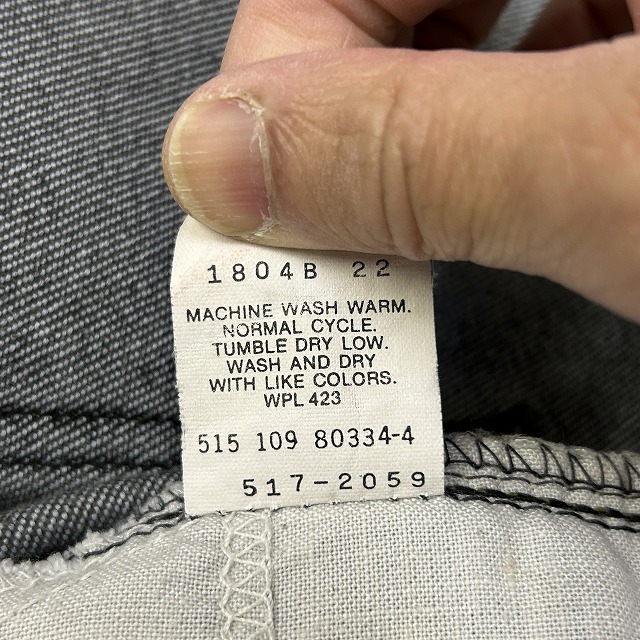 1804B 22
MACHINE WASH WARM.
NORMAL CYCLE.
TUMBLE DRY LOW.
WASH AND DRY
WITH LIKE COLORS.
WPL 423
515 109 80334-4
517-2059